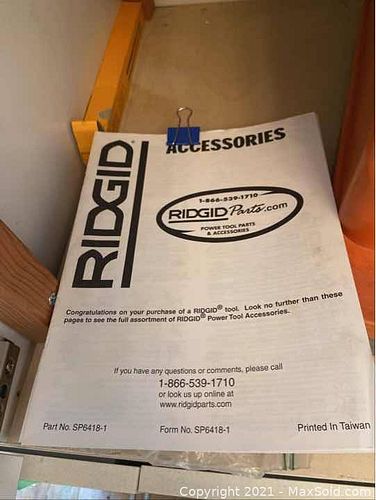 ACCESSORIES
RIDGID®
1-866-539-1710
RIDGID Parts.com
POWER TOOL PARTS
& ACCESSORIES
Congratulations on your purchase of a RIDGID® tool. Look no further than these
pages to see the full assortment of RIDGID® Power Tool Accessories.
If you have any questions or comments, please call
1-866-539-1710
or look us up online at
www.ridgidparts.com
Part No. SP6418-1 Form No. SP6418-1 Printed In Taiwan
Copyright © 2021 - MaxSold.com